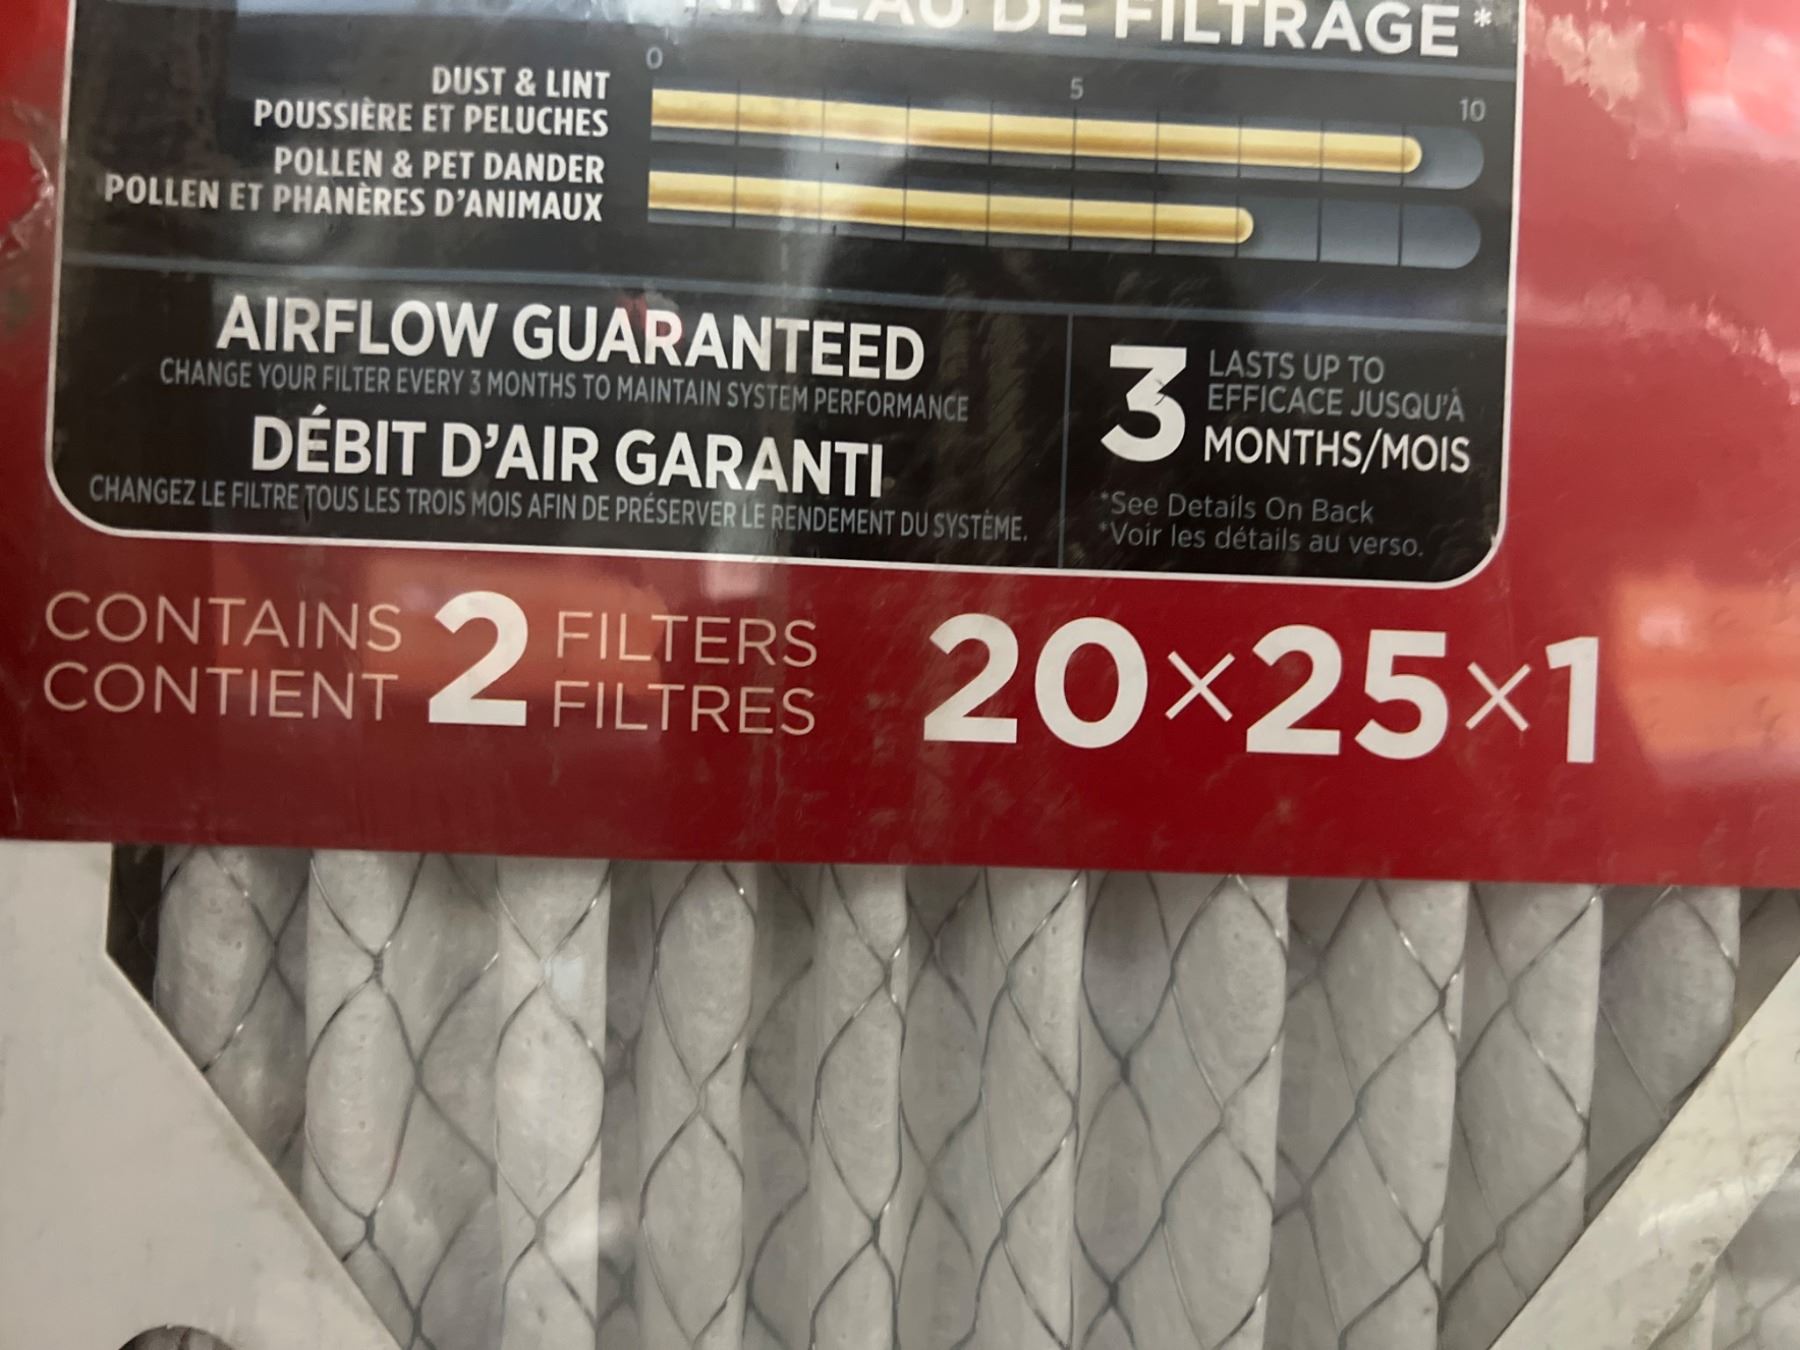 DE FILTRAGE*
0 5 10
DUST & LINT
POUSSIÈRE ET PELUCHES
POLLEN & PET DANDER
POLLEN ET PHANÈRES D'ANIMAUX
AIRFLOW GUARANTEED
CHANGE YOUR FILTER EVERY 3 MONTHS TO MAINTAIN SYSTEM PERFORMANCE
DÉBIT D'AIR GARANTI
CHANGEZ LE FILTRE TOUS LES TROIS MOIS AFIN DE PRÉSERVER LE RENDEMENT DU SYSTÈME.
3 LASTS UP TO
EFFICACE JUSQU'À
MONTHS/MOIS
*See Details On Back
*Voir les détails au verso.
CONTAINS 2 FILTERS
CONTIENT FILTRES
20×25×1